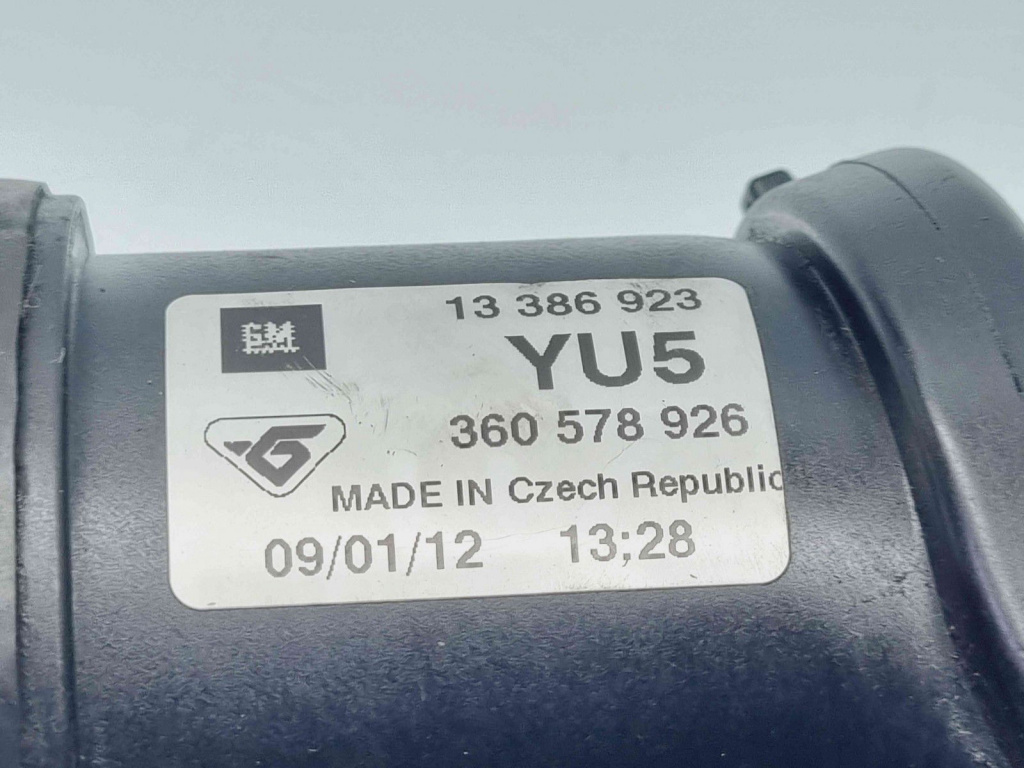 GM
13 386 923
YU5
360 578 926
MADE IN Czech Republic
09/01/12 13;28